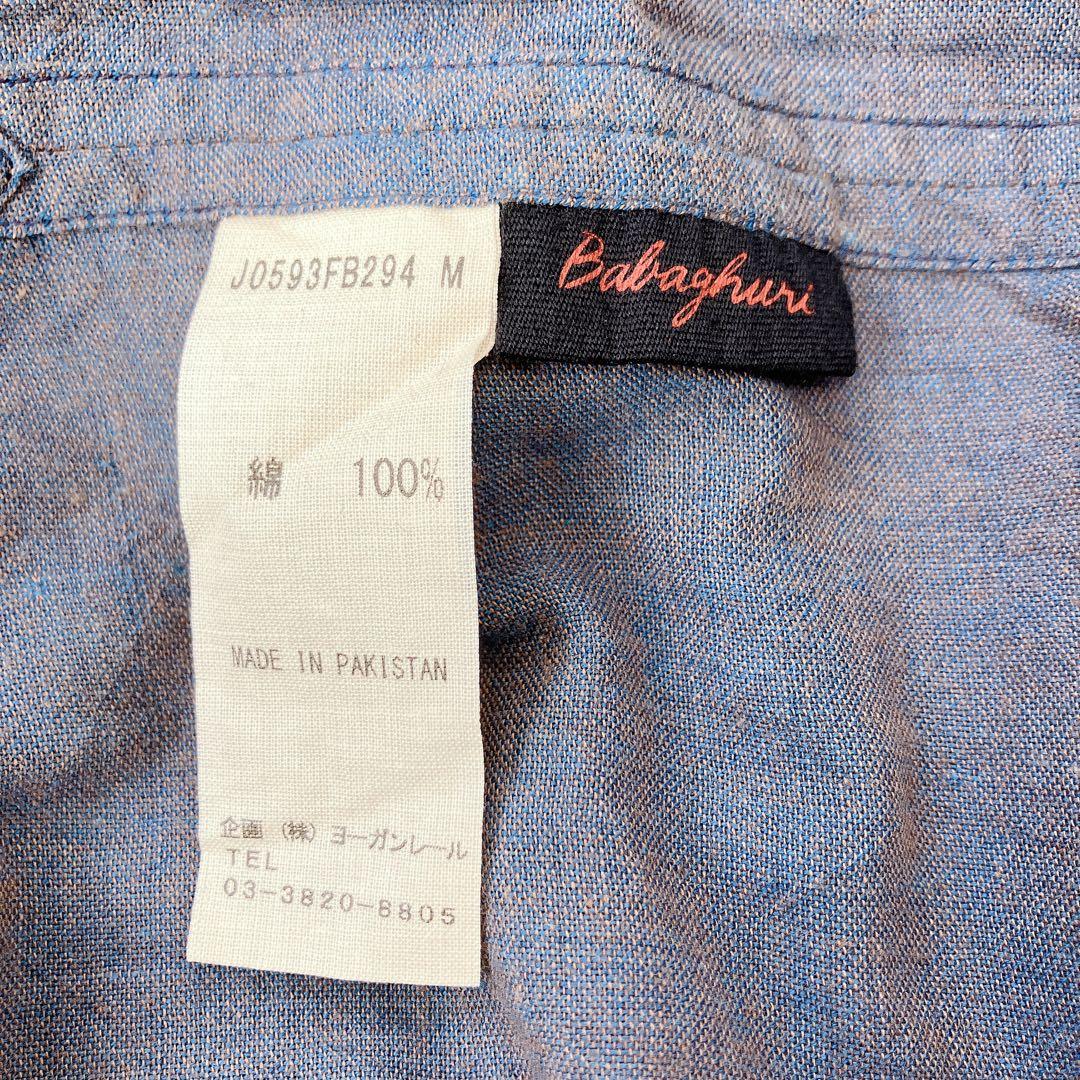 J0593FB294 M
Babaghuri
綿 100%
MADE IN PAKISTAN
企画 (株) ヨーガンレール
TEL
03-3820-8805